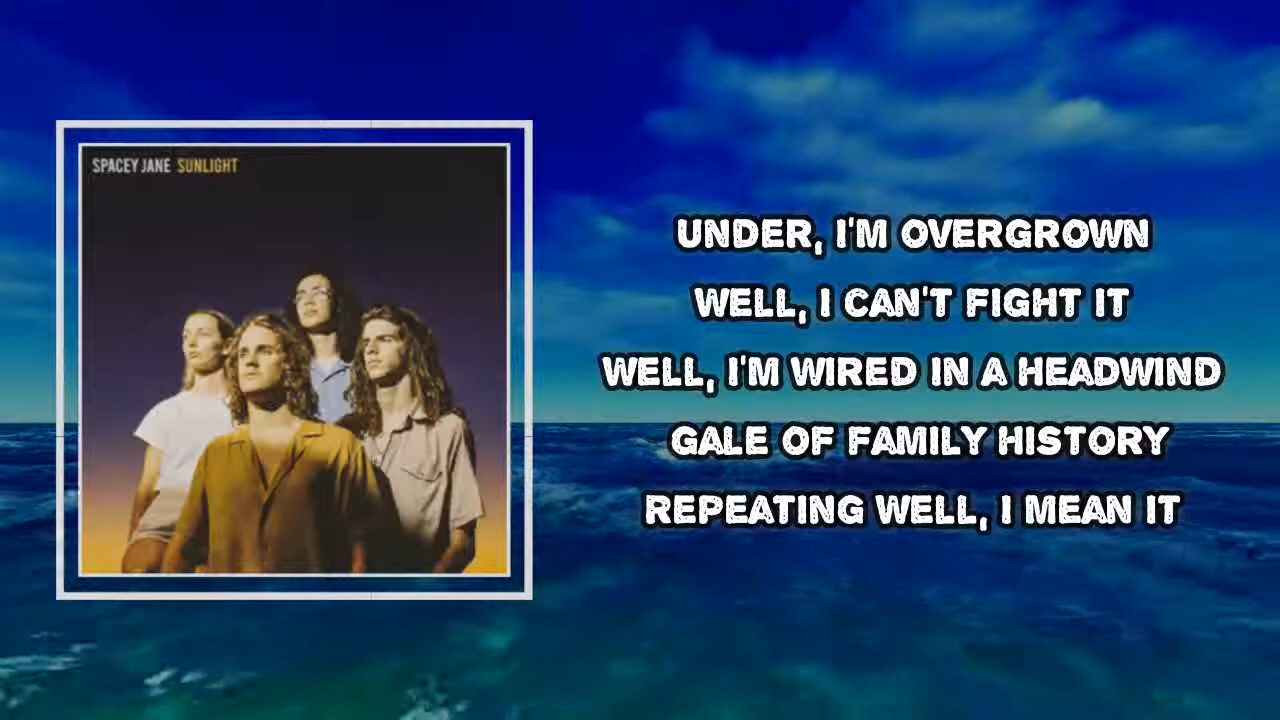 SPACEY JANE SUNLIGHT
UNDER, I'M OVERGROWN
WELL, I CAN'T FIGHT IT
WELL, I'M WIRED IN A HEADWIND
GALE OF FAMILY HISTORY
REPEATING WELL, I MEAN IT